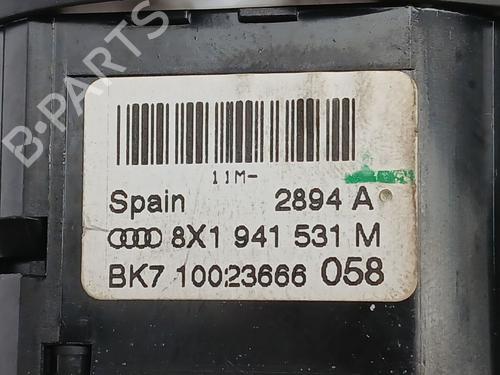 B-PARTS
11M-
Spain 2894 A
8X1 941 531 M
BK7 10023666 058